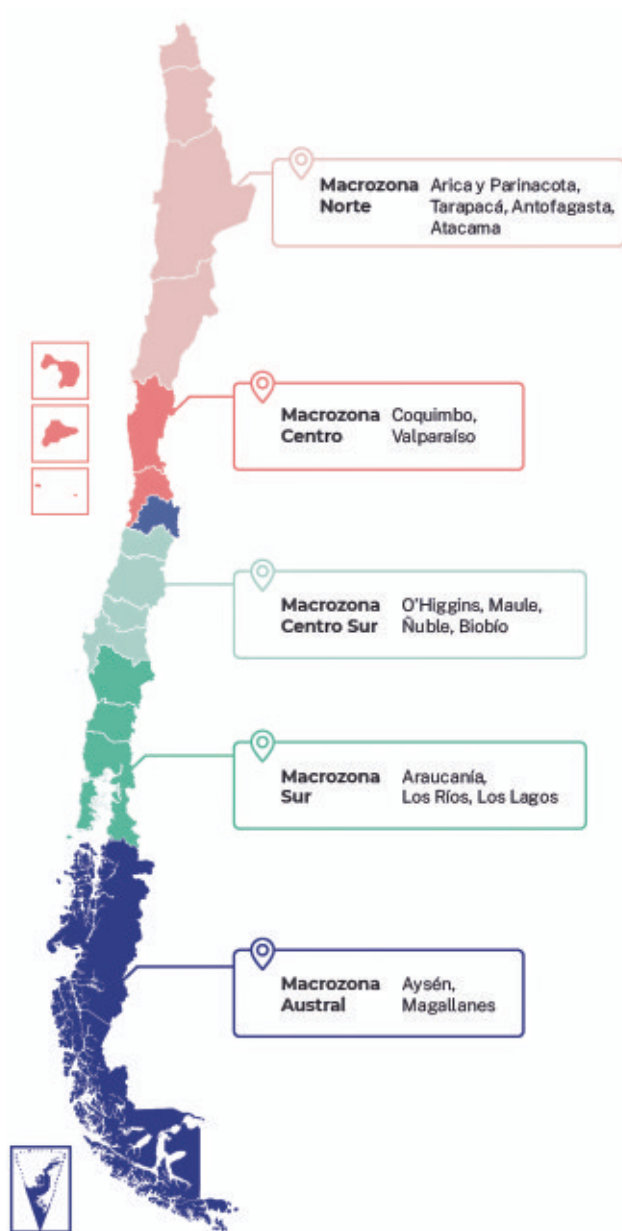 Macrozona Norte
Arica y Parinacota,
Tarapacá, Antofagasta,
Atacama
Macrozona Centro
Coquimbo,
Valparaíso
Macrozona Centro Sur
O'Higgins, Maule,
Ñuble, Biobío
Macrozona Sur
Araucanía,
Los Ríos, Los Lagos
Macrozona Austral
Aysén,
Magallanes